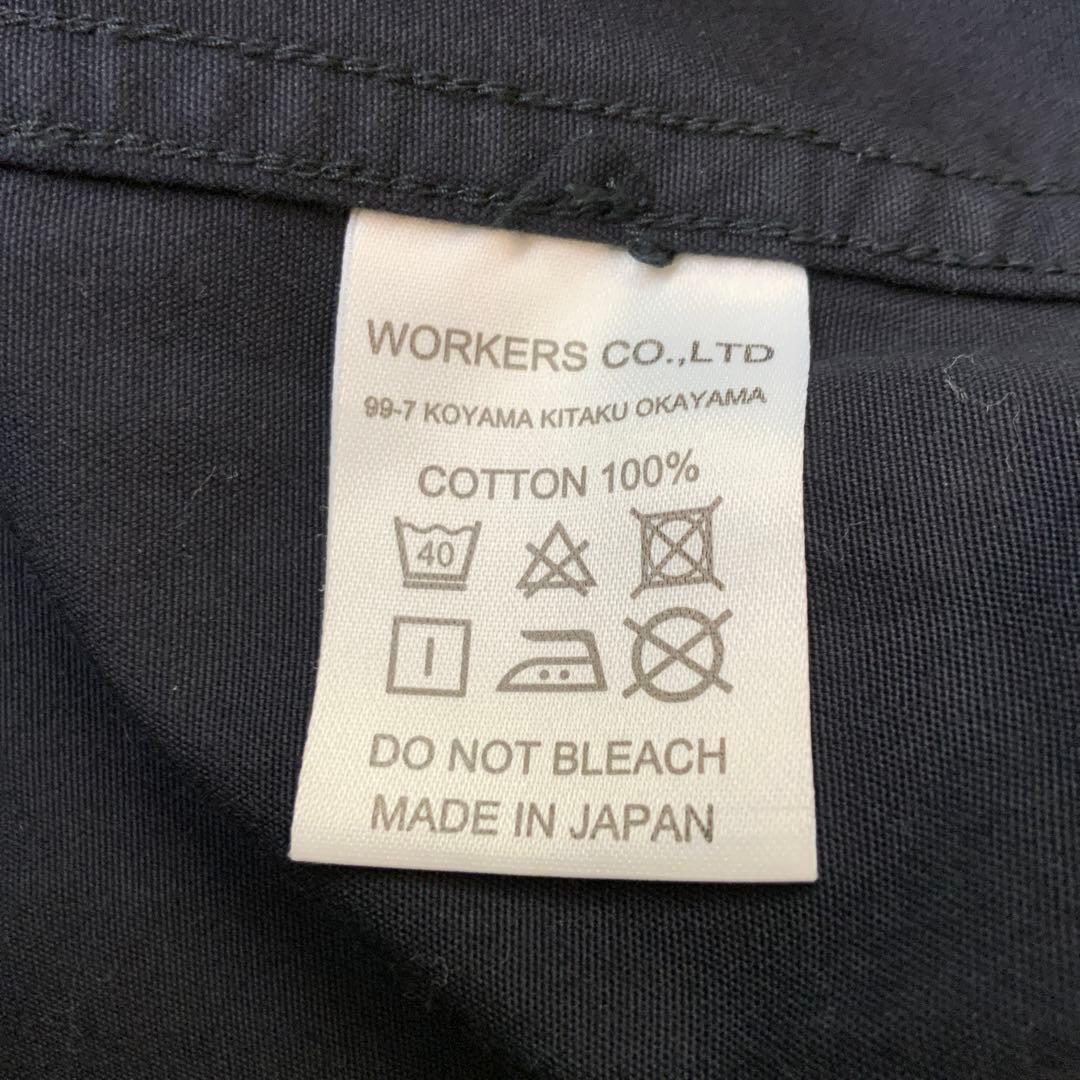 WORKERS CO.,LTD
99-7 KOYAMA KITAKU OKAYAMA
COTTON 100%
40
DO NOT BLEACH
MADE IN JAPAN